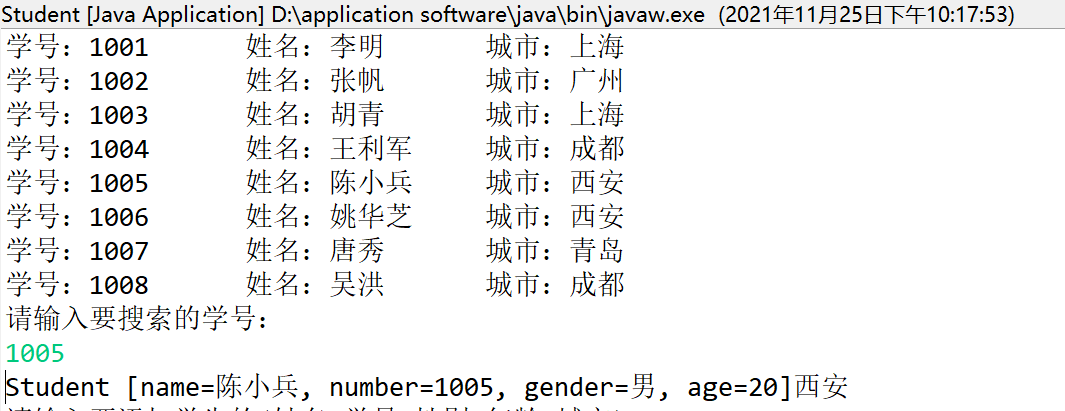 Student [Java Application] D:\application software\java\bin\javaw.exe (2021年11月25日下午10:17:53)
学号：1001 姓名：李明 城市：上海
学号：1002 姓名：张帆 城市：广州
学号：1003 姓名：胡青 城市：上海
学号：1004 姓名：王利军 城市：成都
学号：1005 姓名：陈小兵 城市：西安
学号：1006 姓名：姚华芝 城市：西安
学号：1007 姓名：唐秀 城市：青岛
学号：1008 姓名：吴洪 城市：成都
请输入要搜索的学号：
1005
Student [name=陈小兵, number=1005, gender=男, age=20]西安